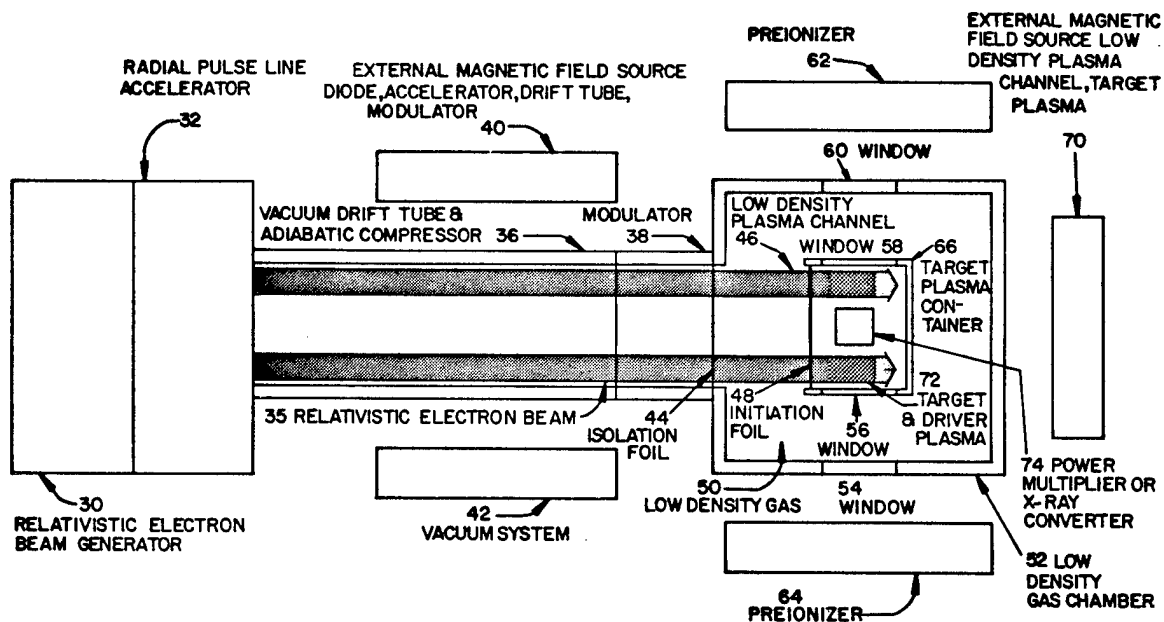 PREIONIZER
62
EXTERNAL MAGNETIC
FIELD SOURCE LOW
DENSITY PLASMA
CHANNEL, TARGET
PLASMA
70
RADIAL PULSE LINE
ACCELERATOR
32
EXTERNAL MAGNETIC FIELD SOURCE
DIODE, ACCELERATOR, DRIFT TUBE,
MODULATOR
40
60 WINDOW
VACUUM DRIFT TUBE &
ADIABATIC COMPRESSOR 36
MODULATOR
38
LOW DENSITY
PLASMA CHANNEL
46
WINDOW 58
66
TARGET
PLASMA
CON-
TAINER
35 RELATIVISTIC ELECTRON BEAM
44
ISOLATION
FOIL
48
INITIATION
FOIL
56
WINDOW
72
TARGET
& DRIVER
PLASMA
50
LOW DENSITY GAS
54
WINDOW
74 POWER
MULTIPLIER OR
X-RAY
CONVERTER
30
RELATIVISTIC ELECTRON
BEAM GENERATOR
42
VACUUM SYSTEM
52 LOW
DENSITY
GAS CHAMBER
64
PREIONIZER